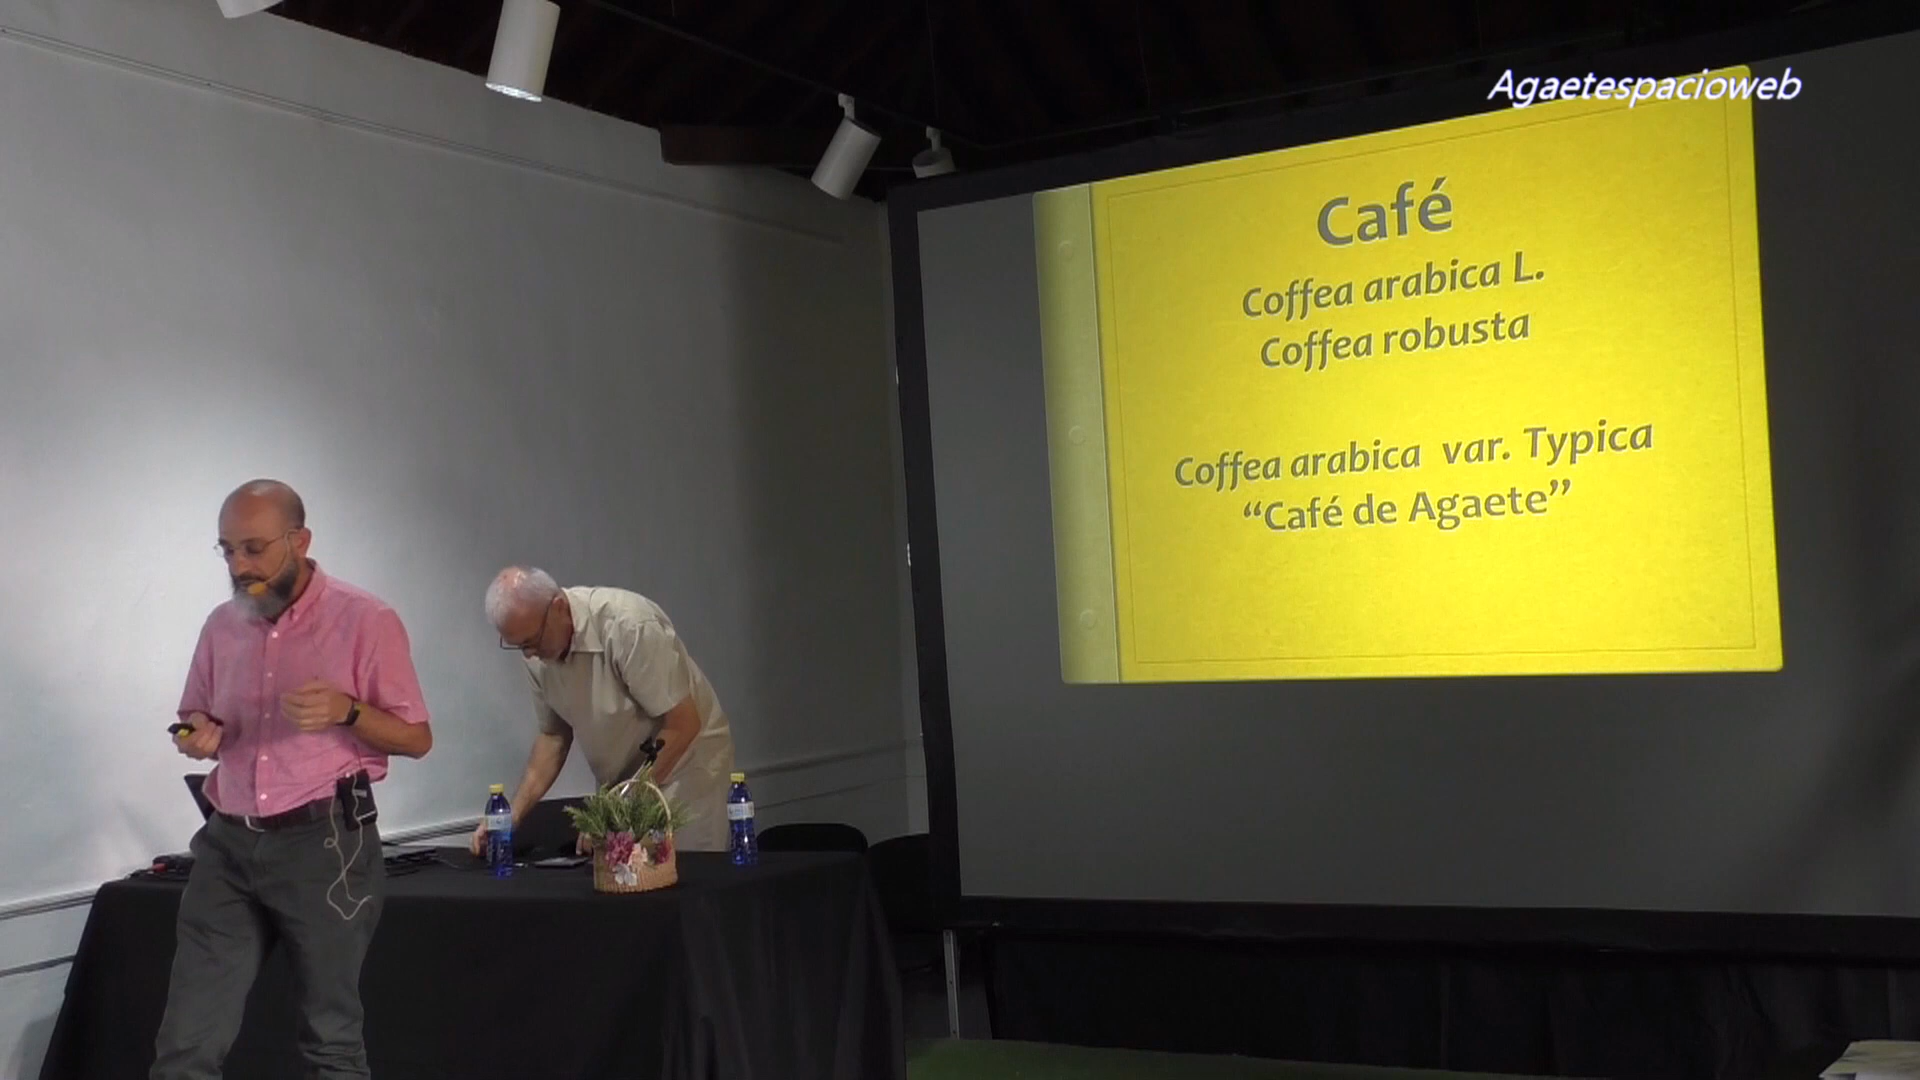 Agaetespacioweb
Café
Coffea arabica L.
Coffea robusta
Coffea arabica var. Typica
“Café de Agaete”